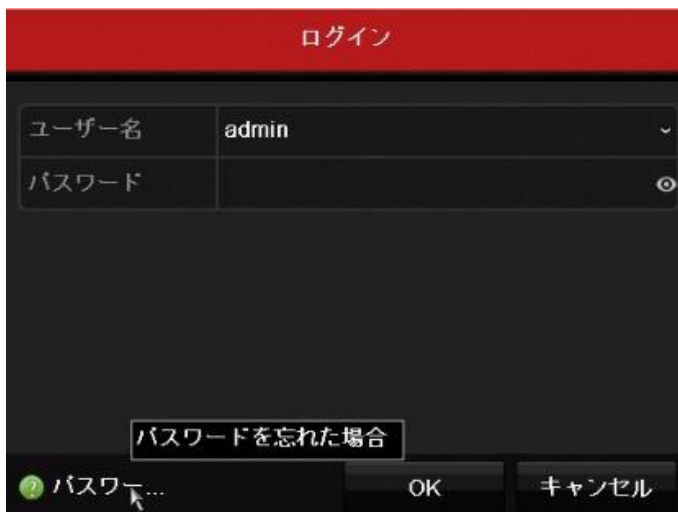 ログイン
ユーザー名 admin
パスワード
パスワードを忘れた場合
パスワー... OK キャンセル